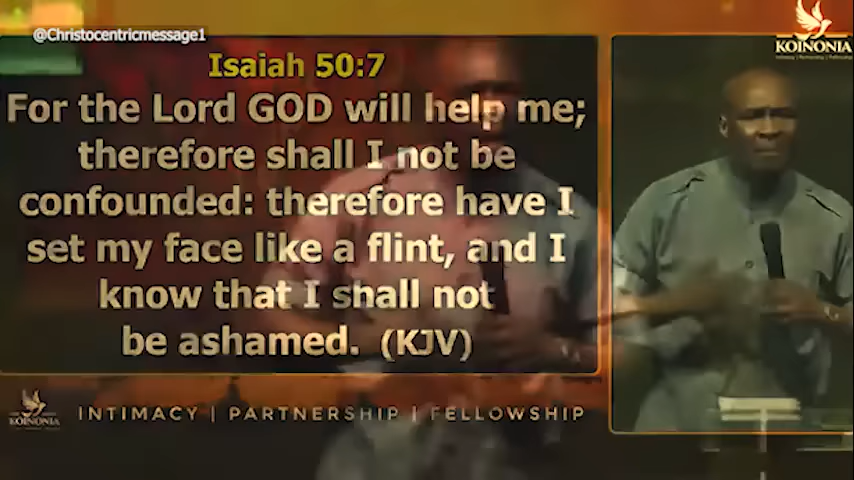 @Christocentricmessage1
KOINONIA
Isaiah 50:7
For the Lord GOD will help me;
therefore shall I not be
confounded: therefore have I
set my face like a flint, and I
know that I shall not
be ashamed. (KJV)
KOINONIA
INTIMACY | PARTNERSHIP | FELLOWSHIP